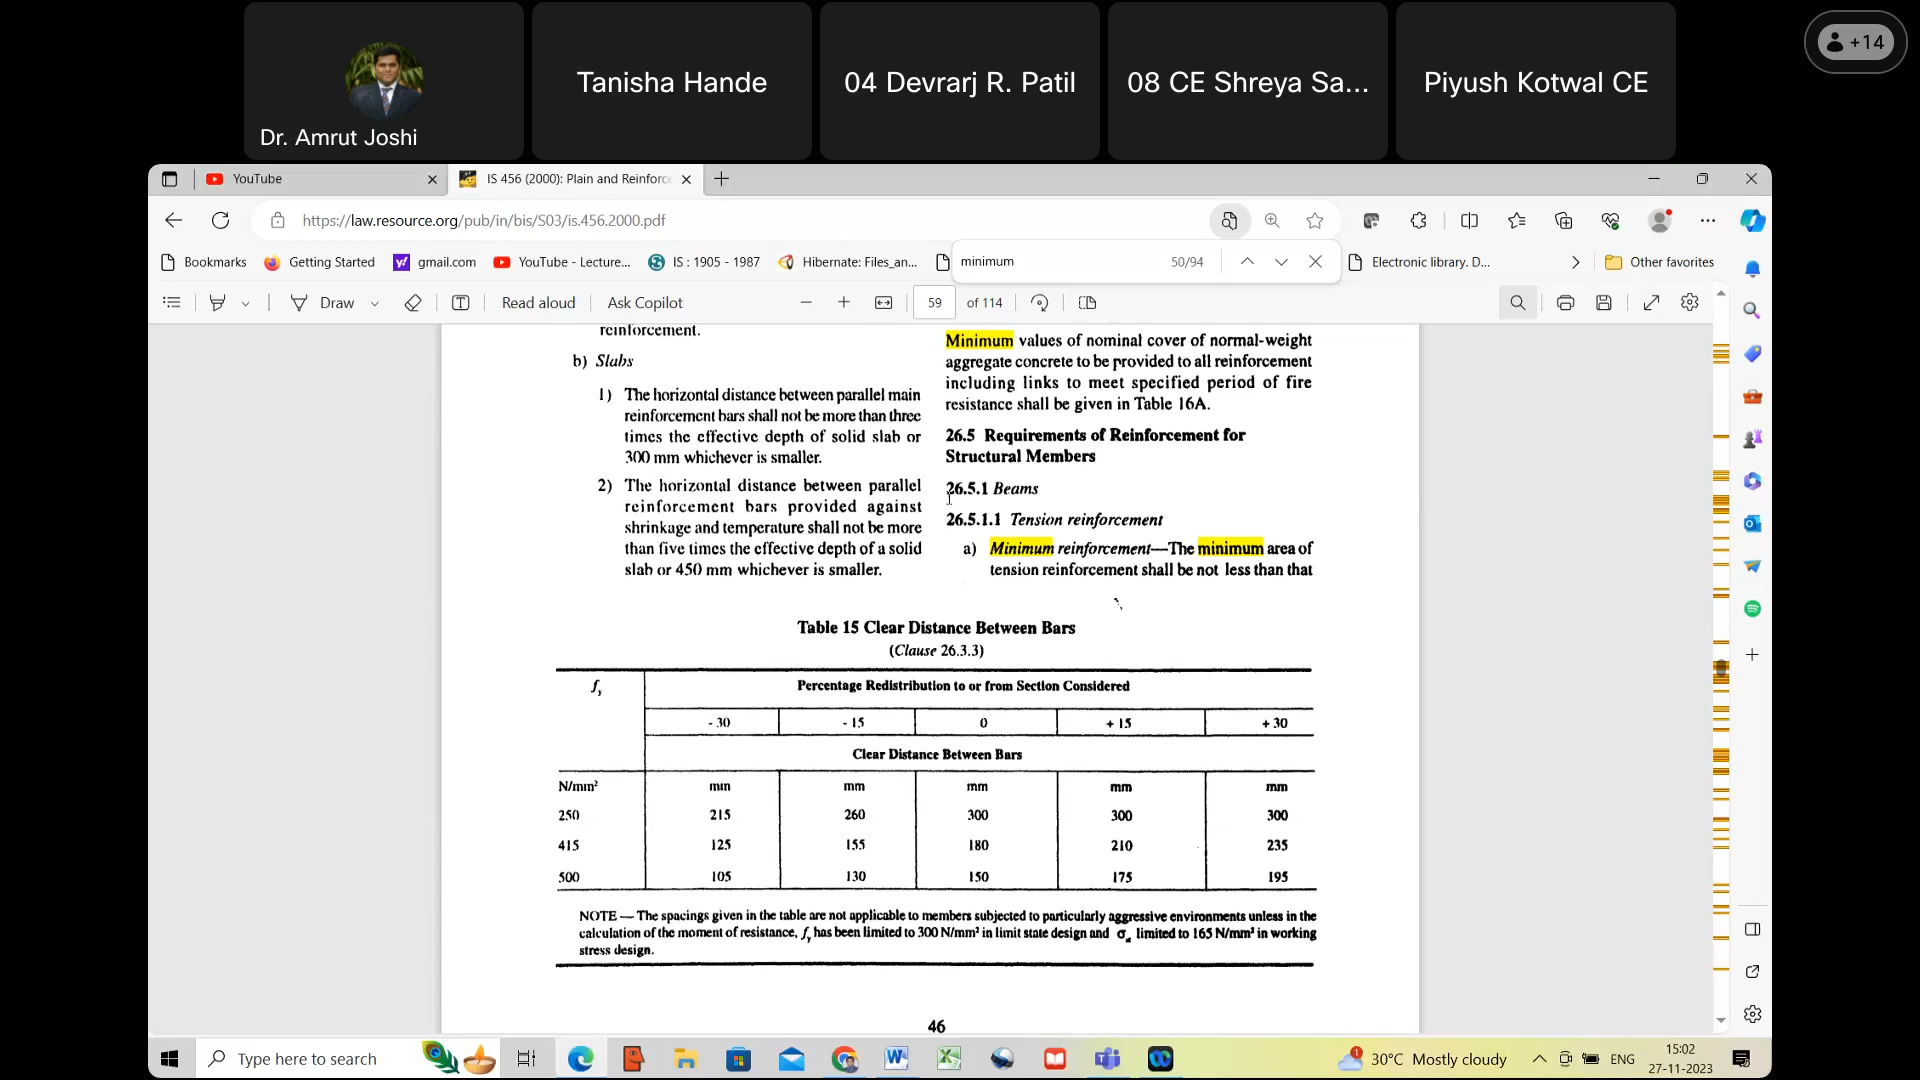 +14
Tanisha Hande
04 Devrarj R. Patil
08 CE Shreya Sa...
Piyush Kotwal CE
Dr. Amrut Joshi
YouTube
IS 456 (2000): Plain and Reinforc
https://law.resource.org/pub/in/bis/S03/is.456.2000.pdf
Bookmarks
Getting Started
gmail.com
YouTube - Lecture...
IS : 1905 - 1987
Hibernate: Files_an...
minimum
50/94
Electronic library. D...
Other favorites
Draw
Read aloud
Ask Copilot
59
of 114
reinforcement.
b) Slabs
1) The horizontal distance between parallel main
reinforcement bars shall not be more than three
times the effective depth of solid slab or
300 mm whichever is smaller.
2) The horizontal distance between parallel
reinforcement bars provided against
shrinkage and temperature shall not be more
than five times the effective depth of a solid
slab or 450 mm whichever is smaller.
Minimum values of nominal cover of normal-weight
aggregate concrete to be provided to all reinforcement
including links to meet specified period of fire
resistance shall be given in Table 16A.
26.5 Requirements of Reinforcement for
Structural Members
26.5.1 Beams
26.5.1.1 Tension reinforcement
a) Minimum reinforcement—The minimum area of
tension reinforcement shall be not less than that
Table 15 Clear Distance Between Bars
(Clause 26.3.3)
fy
Percentage Redistribution to or from Section Considered
- 30 - 15 0 + 15 + 30
Clear Distance Between Bars
N/mm² mm mm mm mm mm
250 215 260 300 300 300
415 125 155 180 210 235
500 105 130 150 175 195
NOTE — The spacings given in the table are not applicable to members subjected to particularly aggressive environments unless in the
calculation of the moment of resistance, fy has been limited to 300 N/mm² in limit state design and σst limited to 165 N/mm² in working
stress design.
46
Type here to search
1
30°C Mostly cloudy
ENG
15:02
27-11-2023